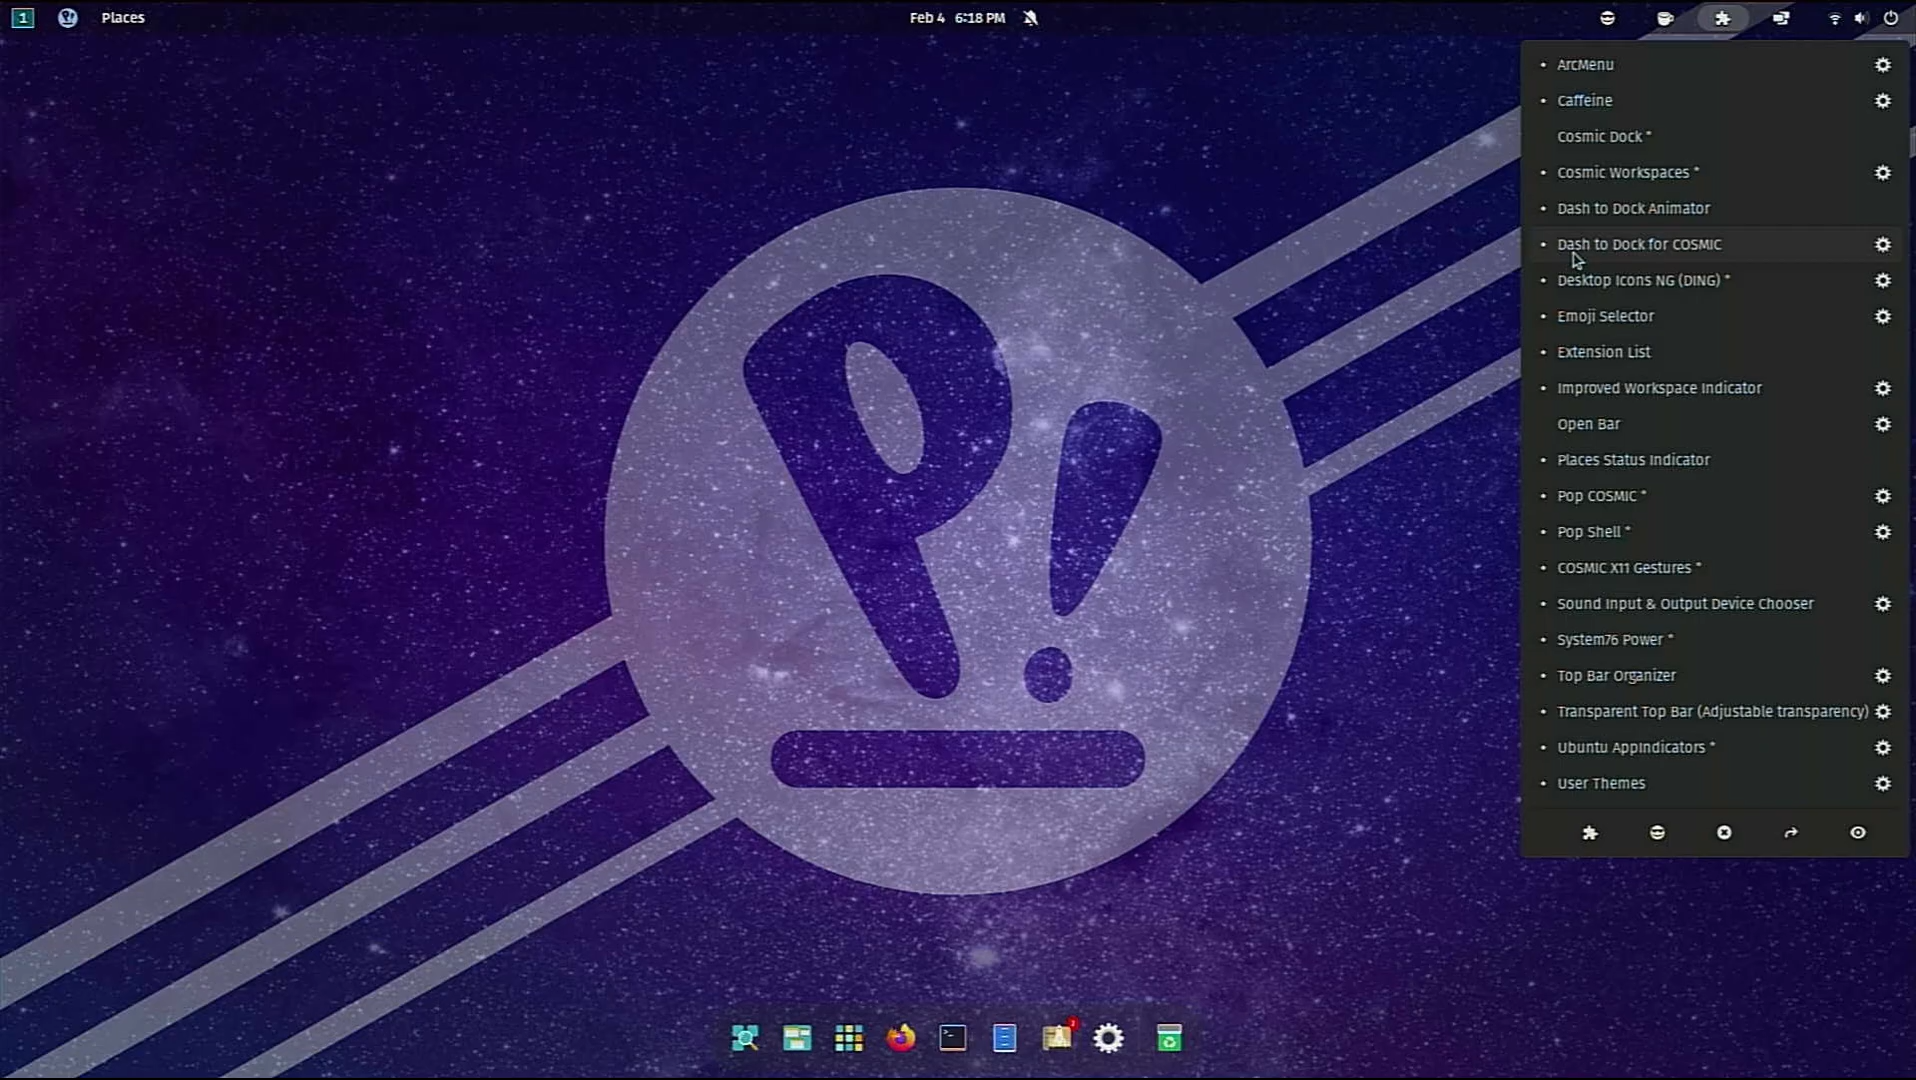 1 Places Feb 4 6:18 PM
• ArcMenu
• Caffeine
Cosmic Dock *
• Cosmic Workspaces *
• Dash to Dock Animator
• Dash to Dock for COSMIC
• Desktop Icons NG (DING) *
• Emoji Selector
• Extension List
• Improved Workspace Indicator
Open Bar
• Places Status Indicator
• Pop COSMIC *
• Pop Shell *
• COSMIC X11 Gestures *
• Sound Input & Output Device Chooser
• System76 Power *
• Top Bar Organizer
• Transparent Top Bar (Adjustable transparency)
• Ubuntu AppIndicators *
• User Themes
P!